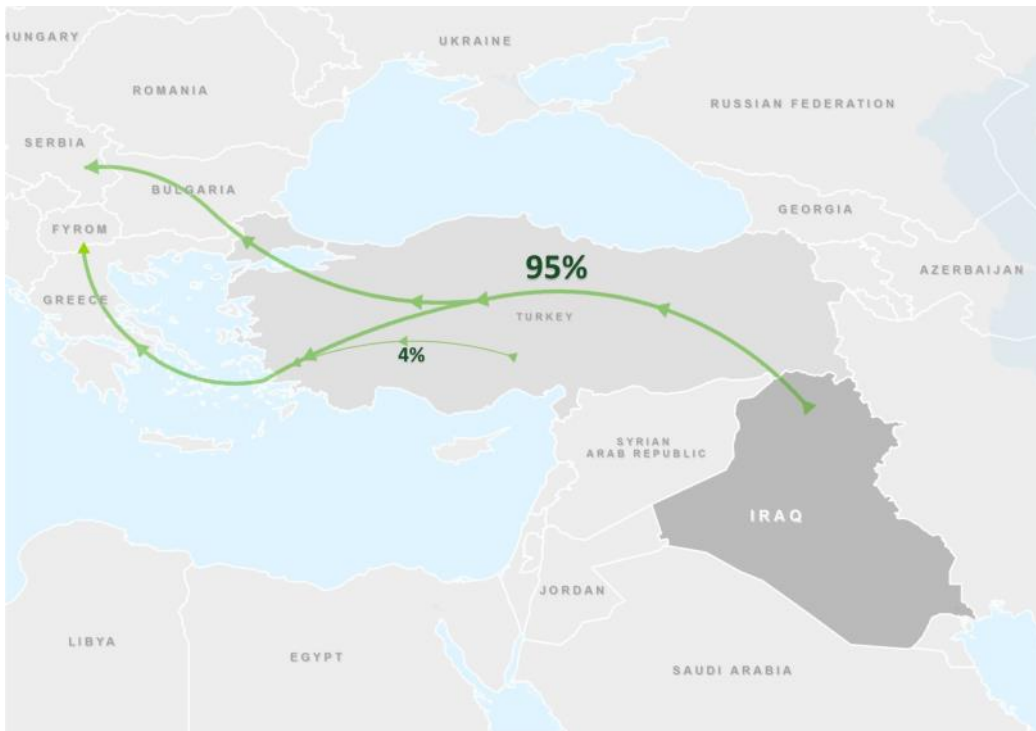 HUNGARY
UKRAINE
ROMANIA
RUSSIAN FEDERATION
SERBIA
BULGARIA
GEORGIA
FYROM
AZERBAIJAN
95%
GREECE
TURKEY
4%
SYRIAN
ARAB REPUBLIC
IRAQ
JORDAN
LIBYA
EGYPT
SAUDI ARABIA